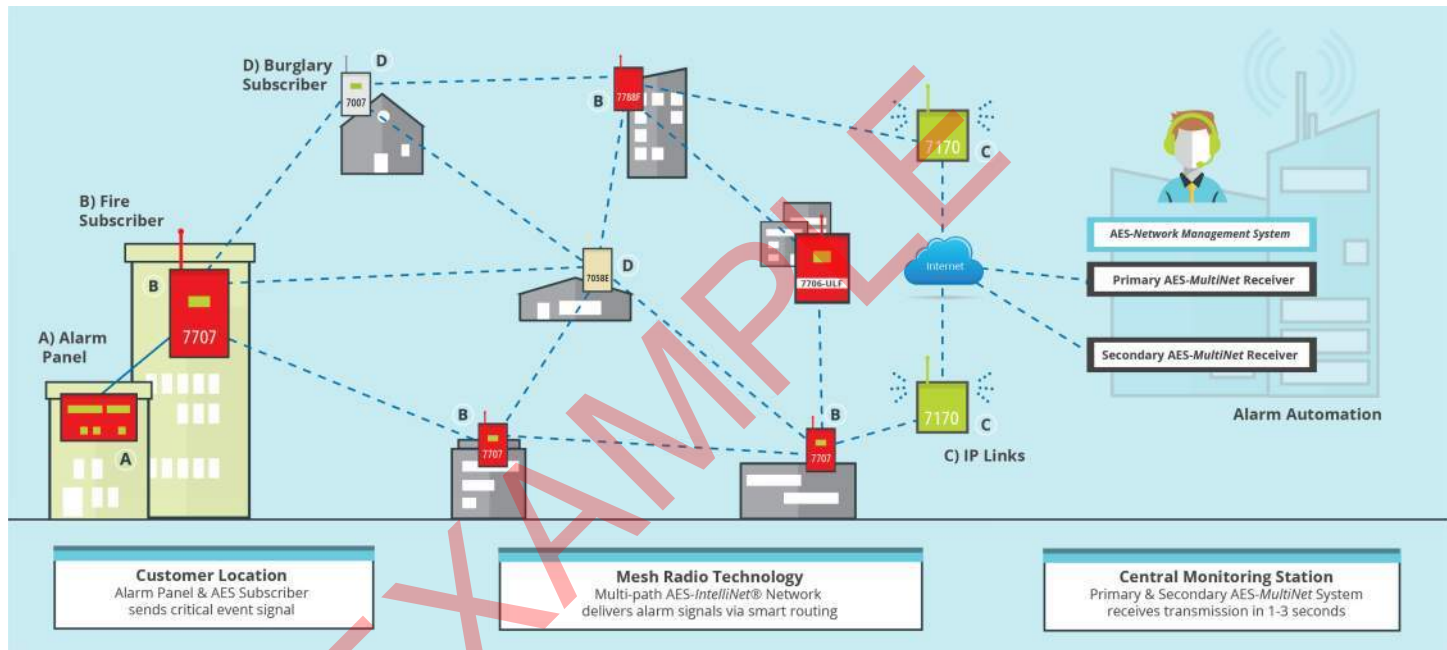 D) Burglary
Subscriber
D
7007
7788F
B
7170
C
B) Fire
Subscriber
B
7707
D
7058E
7706-ULF
Internet
AES-Network Management System
Primary AES-MultiNet Receiver
Secondary AES-MultiNet Receiver
A) Alarm
Panel
A
B
7707
B
7707
7170
C
C) IP Links
Alarm Automation
EXAMPLE
Customer Location
Alarm Panel & AES Subscriber
sends critical event signal
Mesh Radio Technology
Multi-path AES-IntelliNet® Network
delivers alarm signals via smart routing
Central Monitoring Station
Primary & Secondary AES-MultiNet System
receives transmission in 1-3 seconds